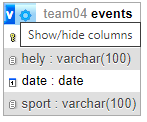 v team04 events
Show/hide columns
hely : varchar(100)
date : date
sport : varchar(100)